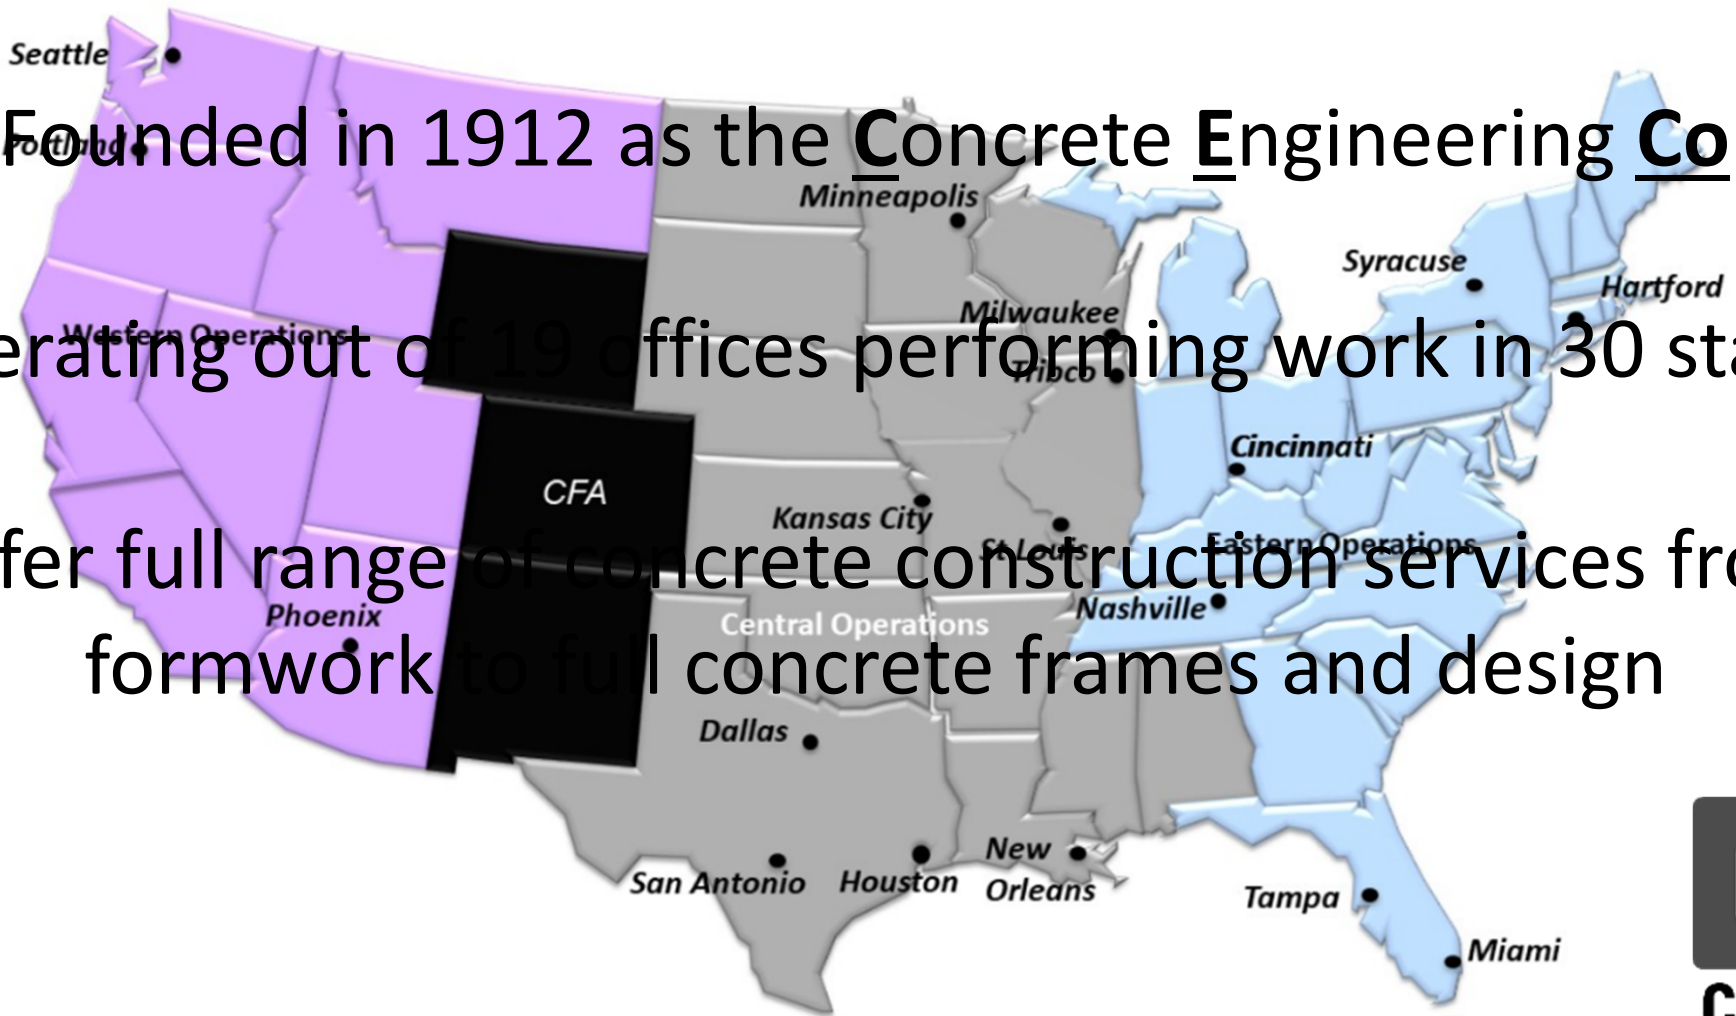 Seattle
Founded in 1912 as the Concrete Engineering Co
Portland
Minneapolis
Syracuse
Hartford
Milwaukee
Western Operations
erating out of 19 offices performing work in 30 sta
Tribco
Cincinnati
CFA
Kansas City
St Louis
Eastern Operations
fer full range of concrete construction services fro
Nashville
Phoenix
Central Operations
formwork to full concrete frames and design
Dallas
New
Orleans
San Antonio
Houston
Tampa
Miami